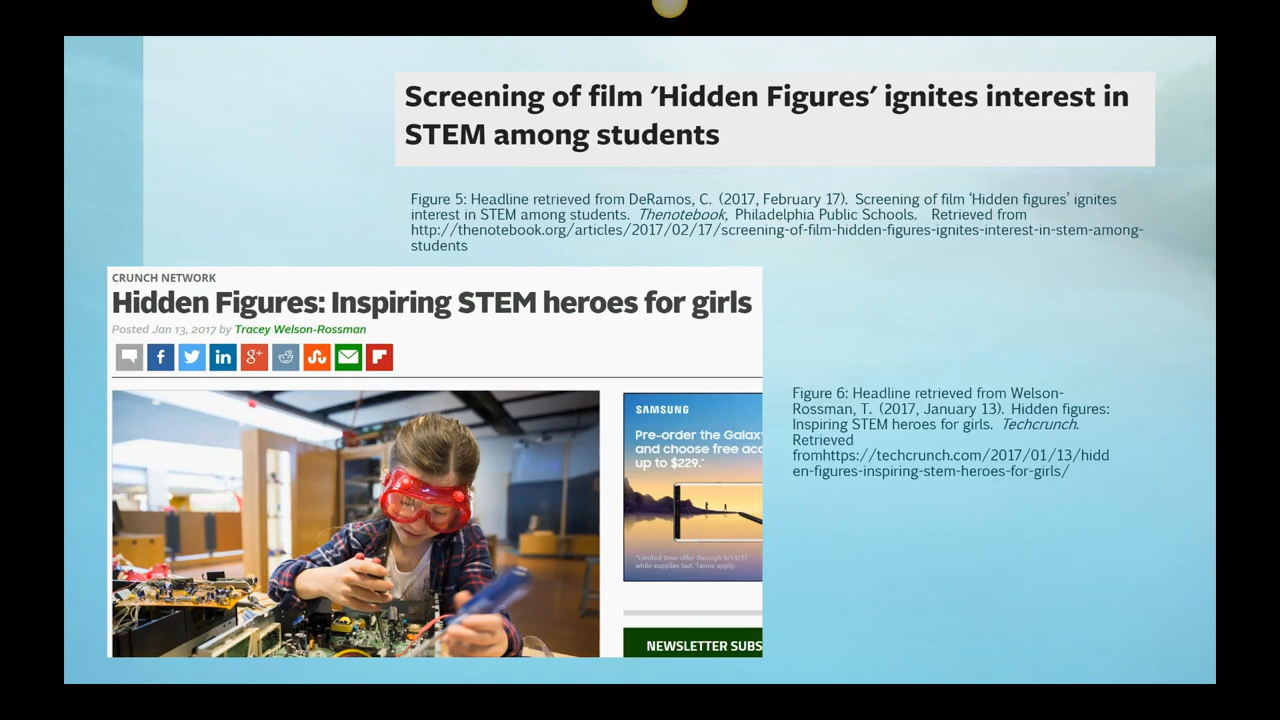 Screening of film ‘Hidden Figures’ ignites interest in
STEM among students
Figure 5: Headline retrieved from DeRamos, C. (2017, February 17). Screening of film ‘Hidden figures’ ignites
interest in STEM among students. Thenotebook, Philadelphia Public Schools. Retrieved from
http://thenotebook.org/articles/2017/02/17/screening-of-film-hidden-figures-ignites-interest-in-stem-among-
students
CRUNCH NETWORK
Hidden Figures: Inspiring STEM heroes for girls
Posted Jan 13, 2017 by Tracey Welson-Rossman
f in g+
SAMSUNG
Pre-order the Galaxy
and choose free acc
up to $229.*
*Limited time offer through 9/14/17
while supplies last. Terms apply.
NEWSLETTER SUBS
Figure 6: Headline retrieved from Welson-
Rossman, T. (2017, January 13). Hidden figures:
Inspiring STEM heroes for girls. Techcrunch.
Retrieved
fromhttps://techcrunch.com/2017/01/13/hidd
en-figures-inspiring-stem-heroes-for-girls/